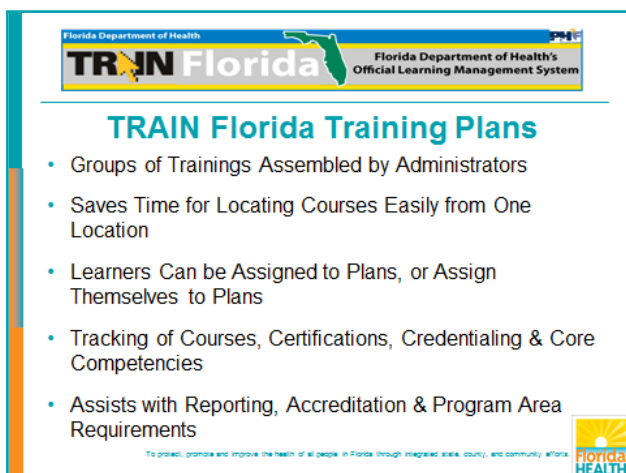 Florida Department of Health
PHF
TRAIN Florida
Florida Department of Health's
Official Learning Management System
TRAIN Florida Training Plans
• Groups of Trainings Assembled by Administrators
• Saves Time for Locating Courses Easily from One
Location
• Learners Can be Assigned to Plans, or Assign
Themselves to Plans
• Tracking of Courses, Certifications, Credentialing & Core
Competencies
• Assists with Reporting, Accreditation & Program Area
Requirements
To protect, promote and improve the health of all people in Florida through integrated state, county, and community efforts.
Florida
HEALTH